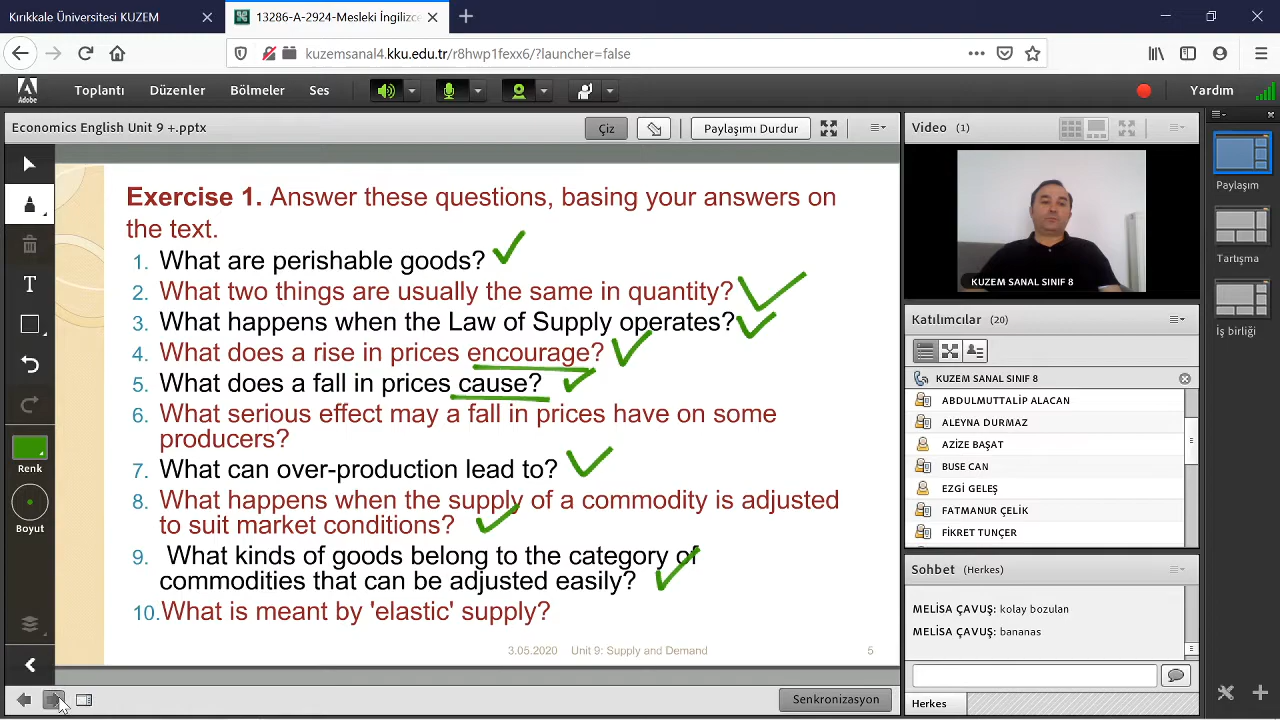 Kırıkkale Üniversitesi KUZEM
13286-A-2924-Mesleki İngilizce
kuzemsanal4.kku.edu.tr/r8hwp1fexx6/?launcher=false
Adobe
Toplantı
Düzenler
Bölmeler
Ses
Yardım
Economics English Unit 9 +.pptx
Çiz
Paylaşımı Durdur
Exercise 1. Answer these questions, basing your answers on
the text.
1. What are perishable goods?
2. What two things are usually the same in quantity?
3. What happens when the Law of Supply operates?
4. What does a rise in prices encourage?
5. What does a fall in prices cause?
6. What serious effect may a fall in prices have on some
producers?
7. What can over-production lead to?
8. What happens when the supply of a commodity is adjusted
to suit market conditions?
9. What kinds of goods belong to the category of
commodities that can be adjusted easily?
10. What is meant by 'elastic' supply?
3.05.2020 Unit 9: Supply and Demand 5
T
Renk
Boyut
Senkronizasyon
Video (1)
KUZEM SANAL SINIF 8
Katılımcılar (20)
KUZEM SANAL SINIF 8
ABDULMUTTALİP ALACAN
ALEYNA DURMAZ
AZİZE BAŞAT
BUSE CAN
EZGİ GELEŞ
FATMANUR ÇELİK
FİKRET TUNÇER
Sohbet (Herkes)
MELİSA ÇAVUŞ: kolay bozulan
MELİSA ÇAVUŞ: bananas
Herkes
Paylaşım
Tartışma
İş birliği